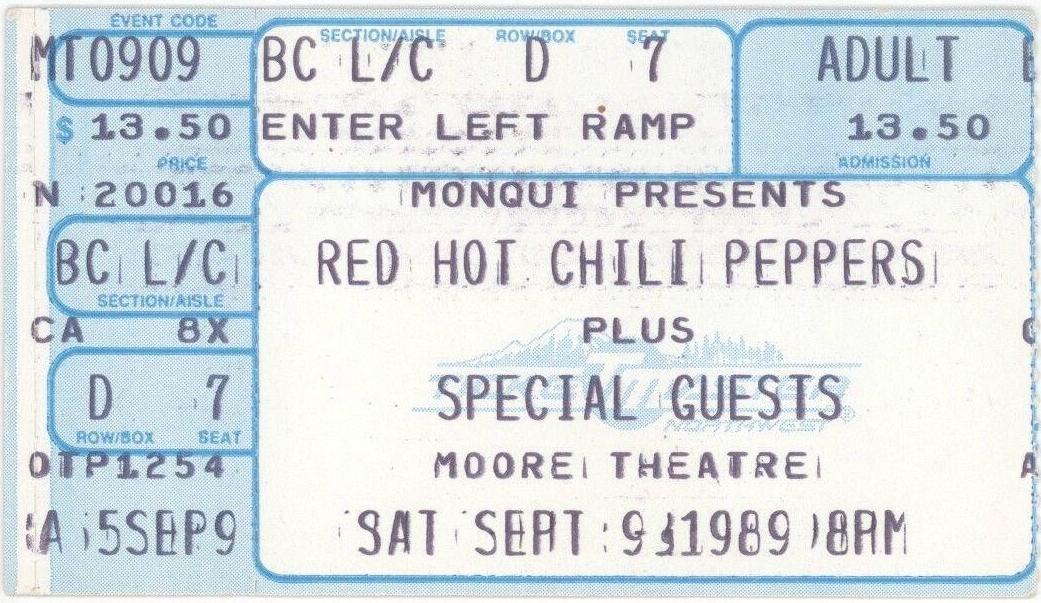 EVENT CODE
MT0909
$ 13.50
PRICE
N 20016
BC L/C
SECTION/AISLE
CA 8X
D 7
ROW/BOX SEAT
OTP1254
A 5SEP9
SECTION/AISLE ROW/BOX SEAT
BC L/C D 7
ENTER LEFT RAMP
ADULT
13.50
ADMISSION
MONQUI PRESENTS
RED HOT CHILI PEPPERS
PLUS
SPECIAL GUESTS
NORTHWEST®
MOORE THEATRE
SAT SEPT 9, 1989 8PM